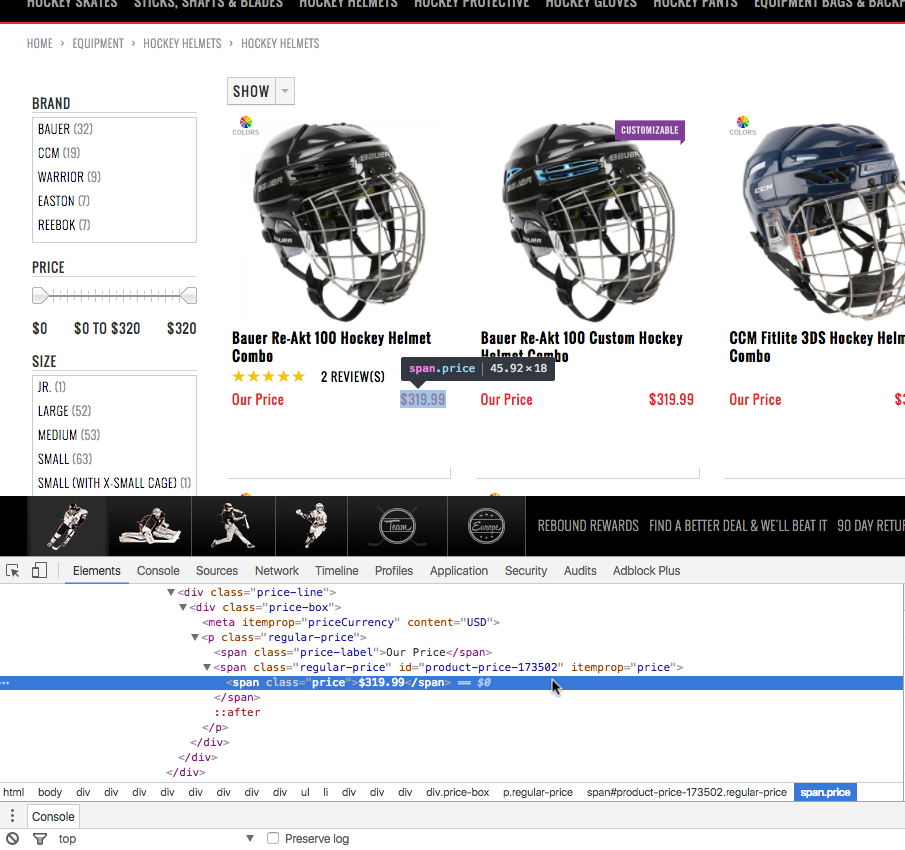 HOCKEY SKATES STICKS, SHAFTS & BLADES HOCKEY HELMETS HOCKEY PROTECTIVE HOCKEY GLOVES HOCKEY PANTS EQUIPMENT BAGS &
HOME › EQUIPMENT › HOCKEY HELMETS › HOCKEY HELMETS
SHOW
BRAND
BAUER (32)
CCM (19)
WARRIOR (9)
EASTON (7)
REEBOK (7)
PRICE
$0 $0 TO $320 $320
SIZE
JR. (1)
LARGE (52)
MEDIUM (53)
SMALL (63)
SMALL (WITH X-SMALL CAGE) (1)
COLORS
BAUER
BAUER
Bauer Re-Akt 100 Hockey Helmet
Combo
2 REVIEW(S)
Our Price $319.99
CUSTOMIZABLE
BAUER
BAUER
Bauer Re-Akt 100 Custom Hockey
Helmet Combo
Our Price $319.99
COLORS
CCM
CCM Fitlite 3DS Hockey Helm
Combo
Our Price $3
span.price 45.92 × 18
Team
Europe
REBOUND REWARDS FIND A BETTER DEAL & WE'LL BEAT IT 90 DAY RETU
Elements Console Sources Network Timeline Profiles Application Security Audits Adblock Plus
▼<div class="price-line">
▼<div class="price-box">
<meta itemprop="priceCurrency" content="USD">
▼<p class="regular-price">
<span class="price-label">Our Price</span>
▼<span class="regular-price" id="product-price-173502" itemprop="price">
… <span class="price">$319.99</span> == $0
</span>
::after
</p>
</div>
</div>
</div>
html body div div div div div div div div ul li div div div div.price-box p.regular-price span#product-price-173502.regular-price span.price
Console
top ▼ Preserve log